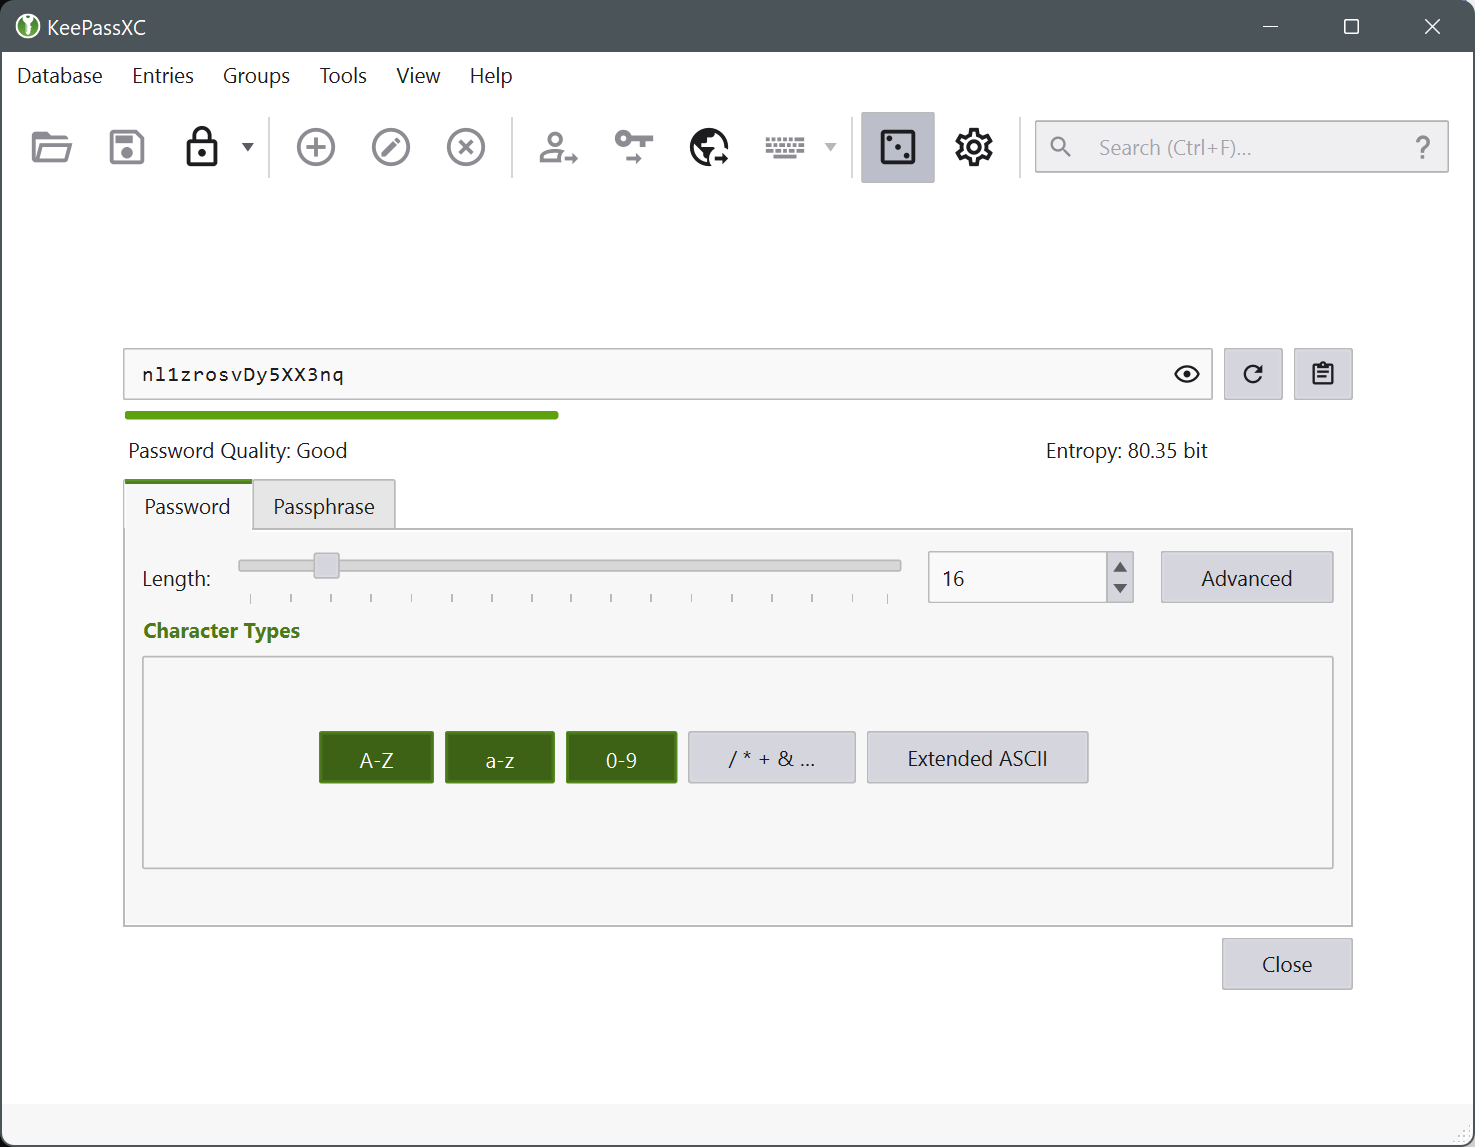 KeePassXC
Database Entries Groups Tools View Help
Search (Ctrl+F)... ?
nl1zrosvDy5XX3nq
Password Quality: Good Entropy: 80.35 bit
Password Passphrase
Length: 16 Advanced
Character Types
A-Z a-z 0-9 / * + & ... Extended ASCII
Close